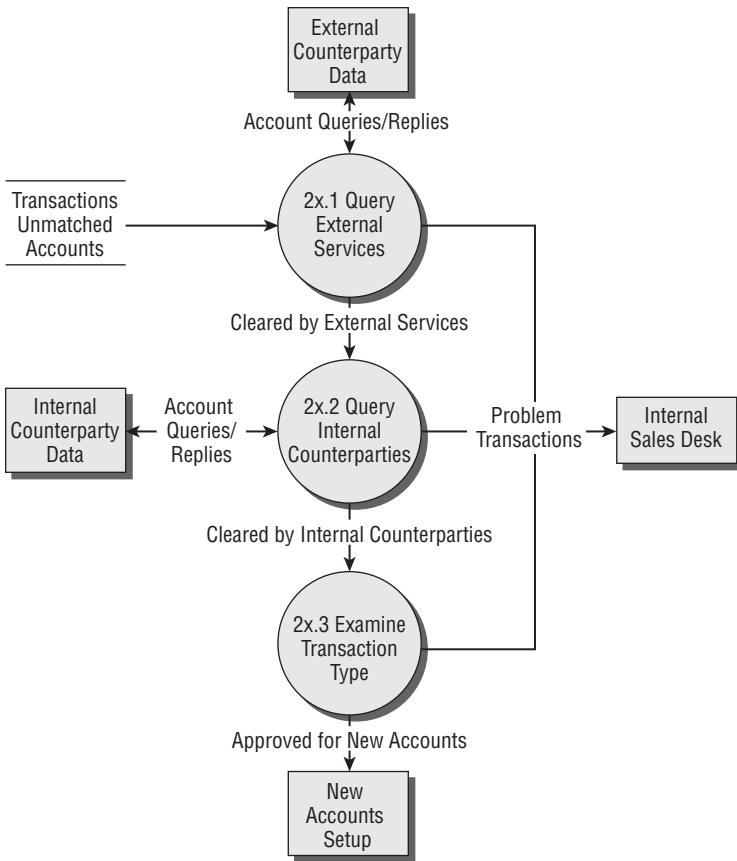 External
Counterparty
Data
Account Queries/Replies
Transactions
Unmatched
Accounts
2x.1 Query
External
Services
Cleared by External Services
Internal
Counterparty
Data
Account
Queries/
Replies
2x.2 Query
Internal
Counterparties
Problem
Transactions
Internal
Sales Desk
Cleared by Internal Counterparties
2x.3 Examine
Transaction
Type
Approved for New Accounts
New
Accounts
Setup